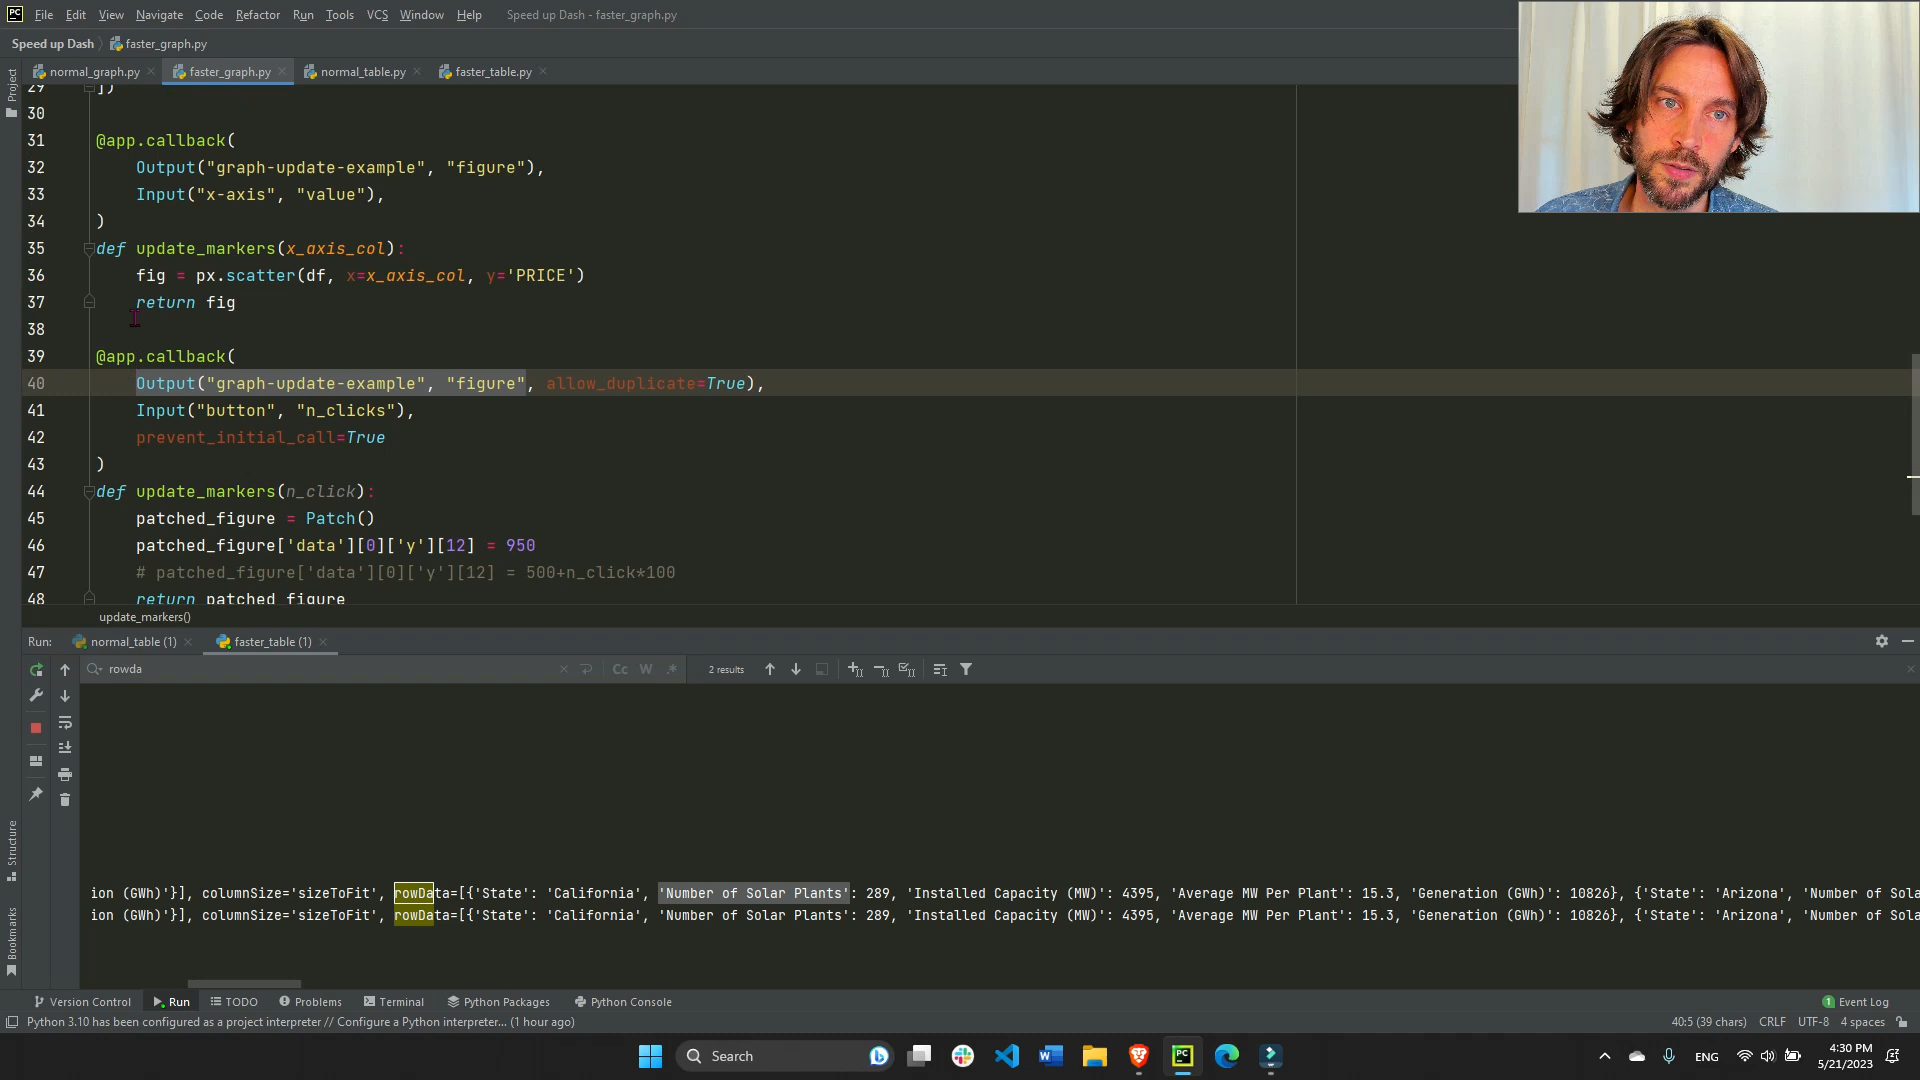 PC File Edit View Navigate Code Refactor Run Tools VCS Window Help Speed up Dash - faster_graph.py
Speed up Dash faster_graph.py
normal_graph.py faster_graph.py normal_table.py faster_table.py
Project
29 ])
30
31 @app.callback(
32 Output("graph-update-example", "figure"),
33 Input("x-axis", "value"),
34 )
35 def update_markers(x_axis_col):
36 fig = px.scatter(df, x=x_axis_col, y='PRICE')
37 return fig
38
39 @app.callback(
40 Output("graph-update-example", "figure", allow_duplicate=True),
41 Input("button", "n_clicks"),
42 prevent_initial_call=True
43 )
44 def update_markers(n_click):
45 patched_figure = Patch()
46 patched_figure['data'][0]['y'][12] = 950
47 # patched_figure['data'][0]['y'][12] = 500+n_click*100
48 return patched_figure
update_markers()
Run: normal_table (1) faster_table (1)
rowda Cc W .* 2 results
Structure
Bookmarks
ion (GWh)'}], columnSize='sizeToFit', rowData=[{'State': 'California', 'Number of Solar Plants': 289, 'Installed Capacity (MW)': 4395, 'Average MW Per Plant': 15.3, 'Generation (GWh)': 10826}, {'State': 'Arizona', 'Number of Sola
ion (GWh)'}], columnSize='sizeToFit', rowData=[{'State': 'California', 'Number of Solar Plants': 289, 'Installed Capacity (MW)': 4395, 'Average MW Per Plant': 15.3, 'Generation (GWh)': 10826}, {'State': 'Arizona', 'Number of Sola
Version Control Run TODO Problems Terminal Python Packages Python Console 1 Event Log
Python 3.10 has been configured as a project interpreter // Configure a Python interpreter... (1 hour ago) 40:5 (39 chars) CRLF UTF-8 4 spaces
Search PC ENG 4:30 PM
5/21/2023